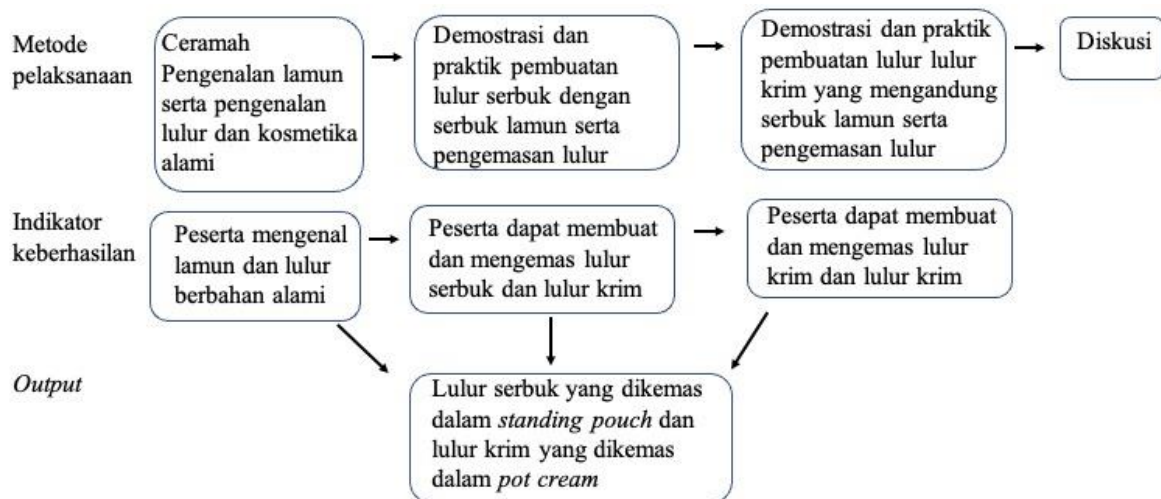 Metode
pelaksanaan
Ceramah
Pengenalan lamun
serta pengenalan
lulur dan kosmetika
alami
Demostrasi dan
praktik pembuatan
lulur serbuk dengan
serbuk lamun serta
pengemasan lulur
Demostrasi dan praktik
pembuatan lulur lulur
krim yang mengandung
serbuk lamun serta
pengemasan lulur
Diskusi
Indikator
keberhasilan
Peserta mengenal
lamun dan lulur
berbahan alami
Peserta dapat membuat
dan mengemas lulur
serbuk dan lulur krim
Peserta dapat membuat
dan mengemas lulur
krim dan lulur krim
Output
Lulur serbuk yang dikemas
dalam standing pouch dan
lulur krim yang dikemas
dalam pot cream